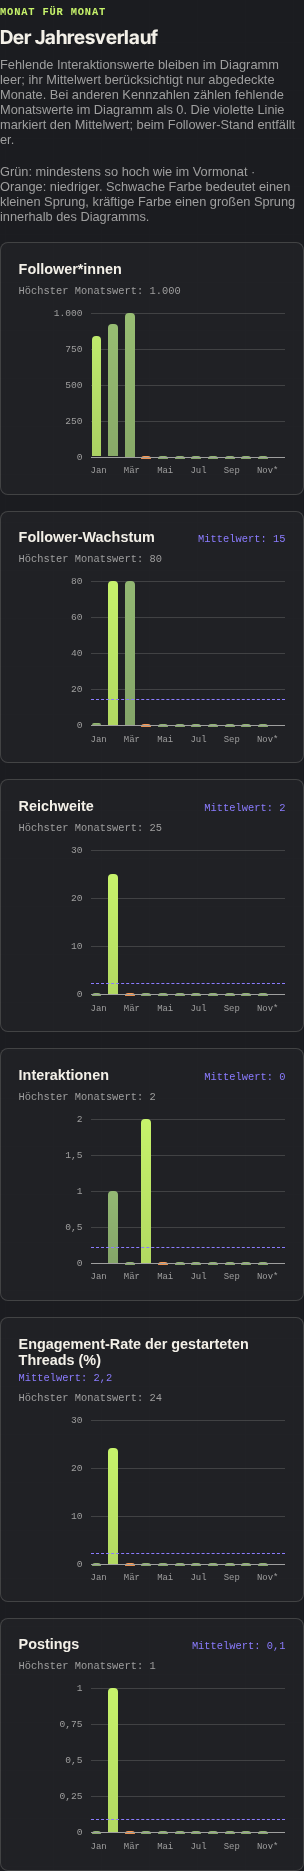 MONAT FÜR MONAT
Der Jahresverlauf
Fehlende Interaktionswerte bleiben im Diagramm
leer; ihr Mittelwert berücksichtigt nur abgedeckte
Monate. Bei anderen Kennzahlen zählen fehlende
Monatswerte im Diagramm als 0. Die violette Linie
markiert den Mittelwert; beim Follower-Stand entfällt
er.
Grün: mindestens so hoch wie im Vormonat ·
Orange: niedriger. Schwache Farbe bedeutet einen
kleinen Sprung, kräftige Farbe einen großen Sprung
innerhalb des Diagramms.
Follower*innen
Höchster Monatswert: 1.000
1.000
750
500
250
0
Jan Mär Mai Jul Sep Nov*
Follower-Wachstum Mittelwert: 15
Höchster Monatswert: 80
80
60
40
20
0
Jan Mär Mai Jul Sep Nov*
Reichweite Mittelwert: 2
Höchster Monatswert: 25
30
20
10
0
Jan Mär Mai Jul Sep Nov*
Interaktionen Mittelwert: 0
Höchster Monatswert: 2
2
1,5
1
0,5
0
Jan Mär Mai Jul Sep Nov*
Engagement-Rate der gestarteten
Threads (%)
Mittelwert: 2,2
Höchster Monatswert: 24
30
20
10
0
Jan Mär Mai Jul Sep Nov*
Postings Mittelwert: 0,1
Höchster Monatswert: 1
1
0,75
0,5
0,25
0
Jan Mär Mai Jul Sep Nov*